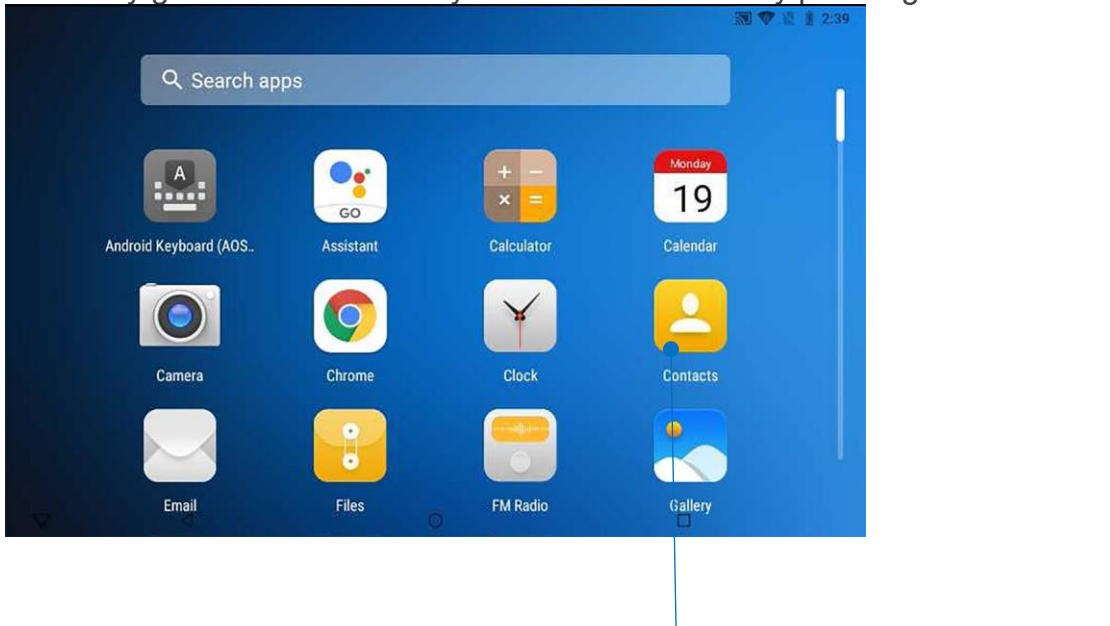 2:39
Search apps
A
GO
+ −
× =
Monday
19
Android Keyboard (AOS..
Assistant
Calculator
Calendar
Camera
Chrome
Clock
Contacts
Email
Files
FM Radio
Gallery